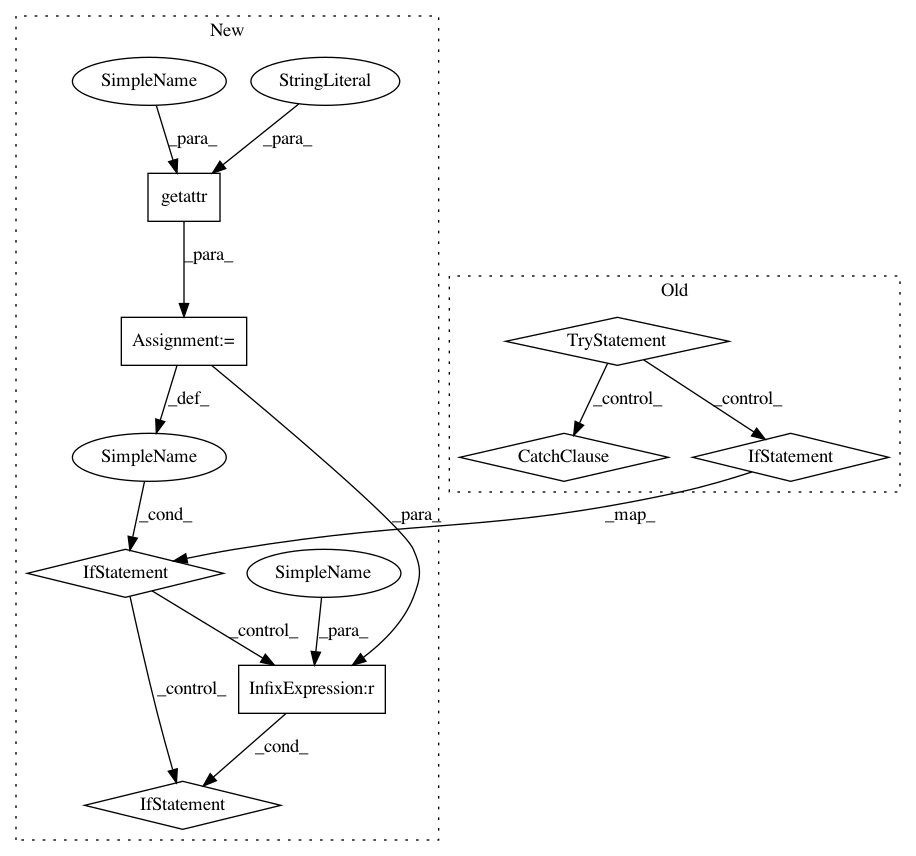 New
SimpleName
StringLiteral
_para_
_para_
getattr
_para_
Old
Assignment:=
TryStatement
_def_
_control_
_control_
SimpleName
CatchClause
IfStatement
_cond_
_para_
_map_
IfStatement
SimpleName
_control_
_para_
_control_
InfixExpression:r
_cond_
IfStatement